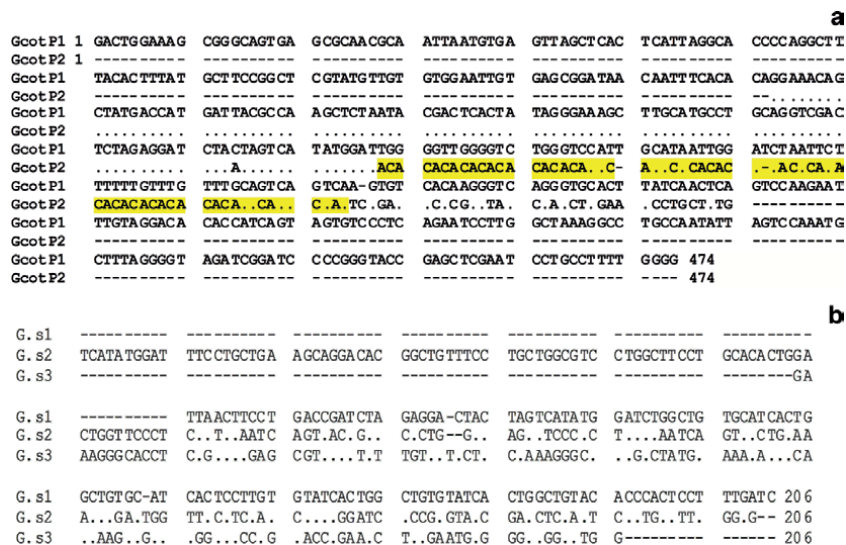 a
GcotP1 1 GACTGGAAAG CGGGCAGTGA GCGCAACGCA ATTAATGTGA GTTAGCTCAC TCATTAGGCA CCCCAGGCTT
GcotP2 1 ---------- ---------- ---------- ---------- ---------- ---------- ----------
GcotP1 TACACTTTAT GCTTCCGGCT CGTATGTTGT GTGGAATTGT GAGCGGATAA CAATTTCACA CAGGAAACAG
GcotP2 ---------- ---------- ---------- ---------- ---------- ---------- --........
GcotP1 CTATGACCAT GATTACGCCA AGCTCTAATA CGACTCACTA TAGGGAAAGC TTGCATGCCT GCAGGTCGAC
GcotP2 .......... .......... .......... .......... .......... .......... ..........
GcotP1 TCTAGAGGAT CTACTAGTCA TATGGATTGG GGTTGGGGTC TGGGTCCATT GCATAATTGG ATCTAATTCT
GcotP2 .......... ...A...... .......ACA CACACACACA CACACA..C- A..C.CACAC .-.AC.CA.A
GcotP1 TTTTTGTTTG TTTGCAGTCA GTCAA-GTGT CACAAGGGTC AGGGTGCACT TATCAACTCA GTCCAAGAAT
GcotP2 CACACACACA CACA..CA.. C.A.TC.GA. .C.CG..TA. C.A.CT.GAA .CCTGCT.TG ----------
GcotP1 TTGTAGGACA CACCATCAGT AGTGTCCCTC AGAATCCTTG GCTAAAGGCC TGCCAATATT AGTCCAAATG
GcotP2 ---------- ---------- ---------- ---------- ---------- ---------- ----------
GcotP1 CTTTAGGGGT AGATCGGATC CCCGGGTACC GAGCTCGAAT CCTGCCTTTT GGGG 474
GcotP2 ---------- ---------- ---------- ---------- ---------- ---- 474
b
G.s1 ---------- ---------- ---------- ---------- ---------- ---------- ----------
G.s2 TCATATGGAT TTCCTGCTGA AGCAGGACAC GGCTGTTTCC TGCTGGCGTC CTGGCTTCCT GCACACTGGA
G.s3 ---------- ---------- ---------- ---------- ---------- ---------- --------GA
G.s1 ---------- TTAACTTCCT GACCGATCTA GAGGA-CTAC TAGTCATATG GATCTGGCTG TGCATCACTG
G.s2 CTGGTTCCCT C..T..AATC AGT.AC.G.. C.CTG--G.. AG..TCCC.C T....AATCA GT..CTG.AA
G.s3 AAGGGCACCT C.G....GAG CGT....T.T TGT..T.CT. C.AAAGGGC. ..G.CTATG. AAA.A...CA
G.s1 GCTGTGC-AT CACTCCTTGT GTATCACTGG CTGTGTATCA CTGGCTGTAC ACCCACTCCT TTGATC 206
G.s2 A...GA.TGG TT.C.TC.A. C....GGATC .CCG.GTA.C GA.CTC.A.T C..TG..TT. GG.G-- 206
G.s3 ..AAG..G.. .GG...CC.G .ACC.GAA.C T..GAATG.G GG..GG..TG G--------- ------ 206